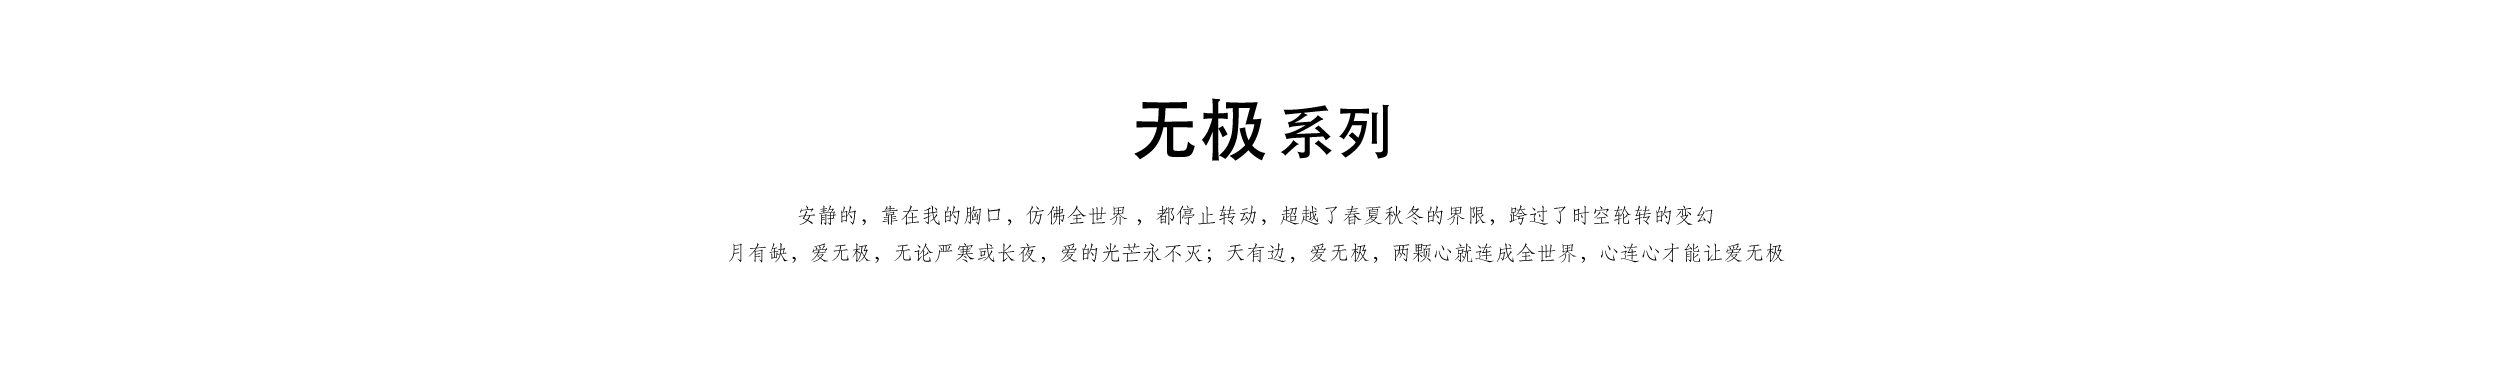 无极 系列
安静的，靠在我的胸口，仿佛全世界，都停止转动，超越了春夏秋冬的界限，跨过了时空轮转的变幻
月有缺，爱无极，无论严寒或长夜，爱的光芒永不灭；天有边，爱无极，两颗心就连成全世界，心连心才能让爱无极